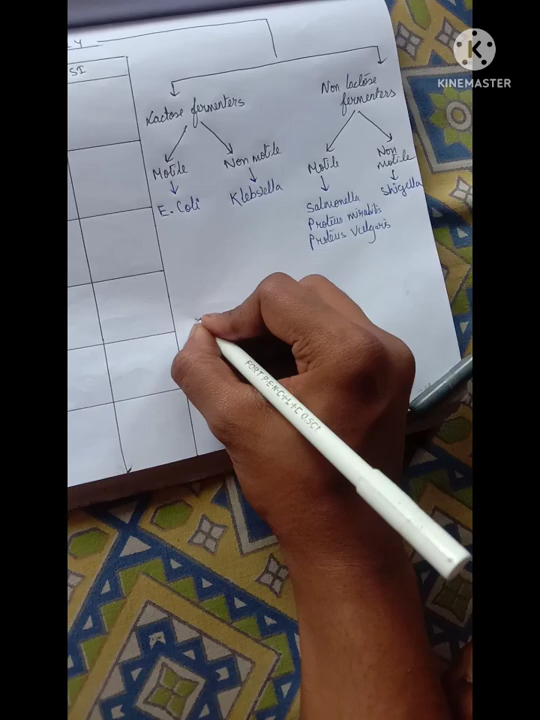 KINEMASTER
SI
Lactose fermenters
Non lactose
fermenters
Motile
Non motile
Motile
Non
motile
E. Coli
Klebsiella
Salmonella
Proteus mirabilis
Proteus vulgaris
Shigella